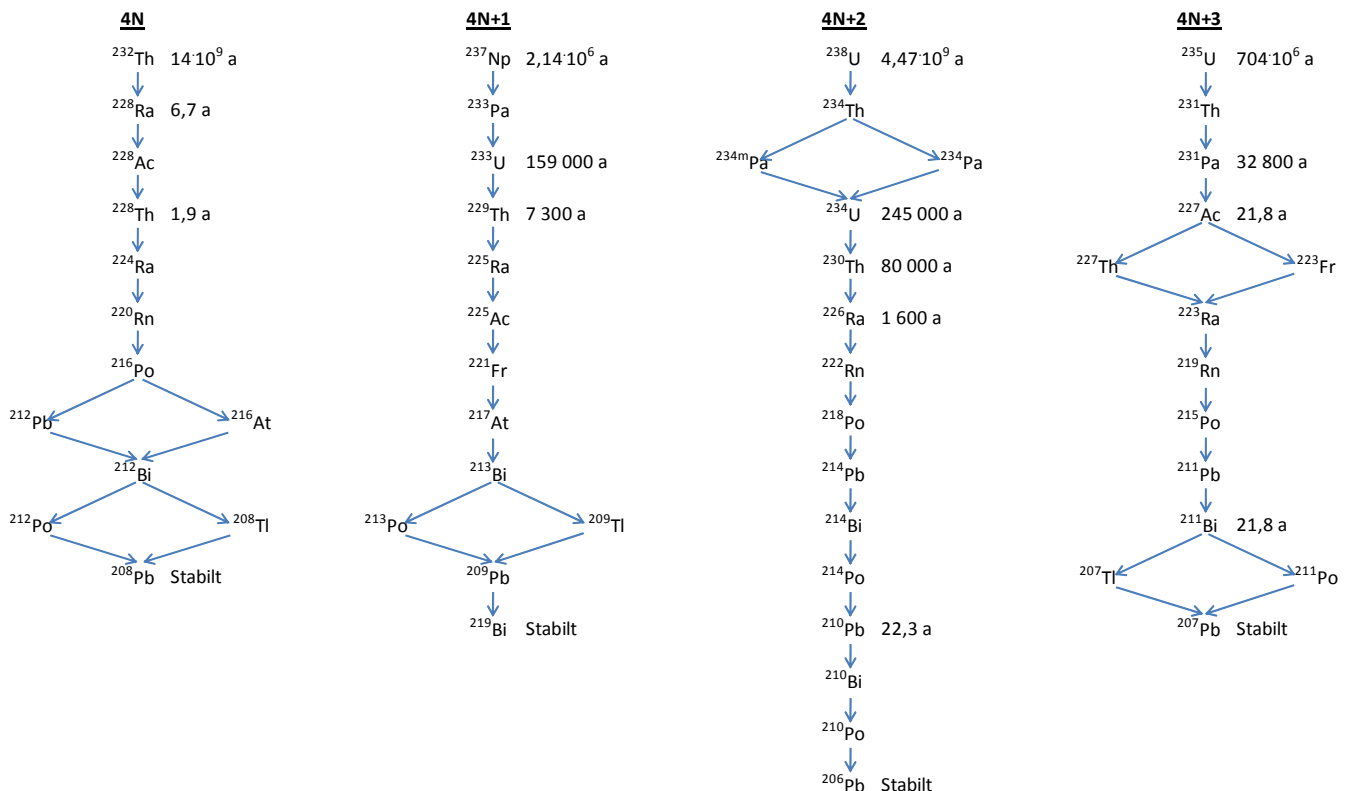 4N
²³²Th 14·10⁹ a
²²⁸Ra 6,7 a
²²⁸Ac
²²⁸Th 1,9 a
²²⁴Ra
²²⁰Rn
²¹⁶Po
²¹²Pb ²¹⁶At
²¹²Bi
²¹²Po ²⁰⁸Tl
²⁰⁸Pb Stabilt
4N+1
²³⁷Np 2,14·10⁶ a
²³³Pa
²³³U 159 000 a
²²⁹Th 7 300 a
²²⁵Ra
²²⁵Ac
²²¹Fr
²¹⁷At
²¹³Bi
²¹³Po ²⁰⁹Tl
²⁰⁹Pb
²¹⁹Bi Stabilt
4N+2
²³⁸U 4,47·10⁹ a
²³⁴Th
²³⁴ᵐPa ²³⁴Pa
²³⁴U 245 000 a
²³⁰Th 80 000 a
²²⁶Ra 1 600 a
²²²Rn
²¹⁸Po
²¹⁴Pb
²¹⁴Bi
²¹⁴Po
²¹⁰Pb 22,3 a
²¹⁰Bi
²¹⁰Po
²⁰⁶Pb Stabilt
4N+3
²³⁵U 704·10⁶ a
²³¹Th
²³¹Pa 32 800 a
²²⁷Ac 21,8 a
²²⁷Th ²²³Fr
²²³Ra
²¹⁹Rn
²¹⁵Po
²¹¹Pb
²¹¹Bi 21,8 a
²⁰⁷Tl ²¹¹Po
²⁰⁷Pb Stabilt